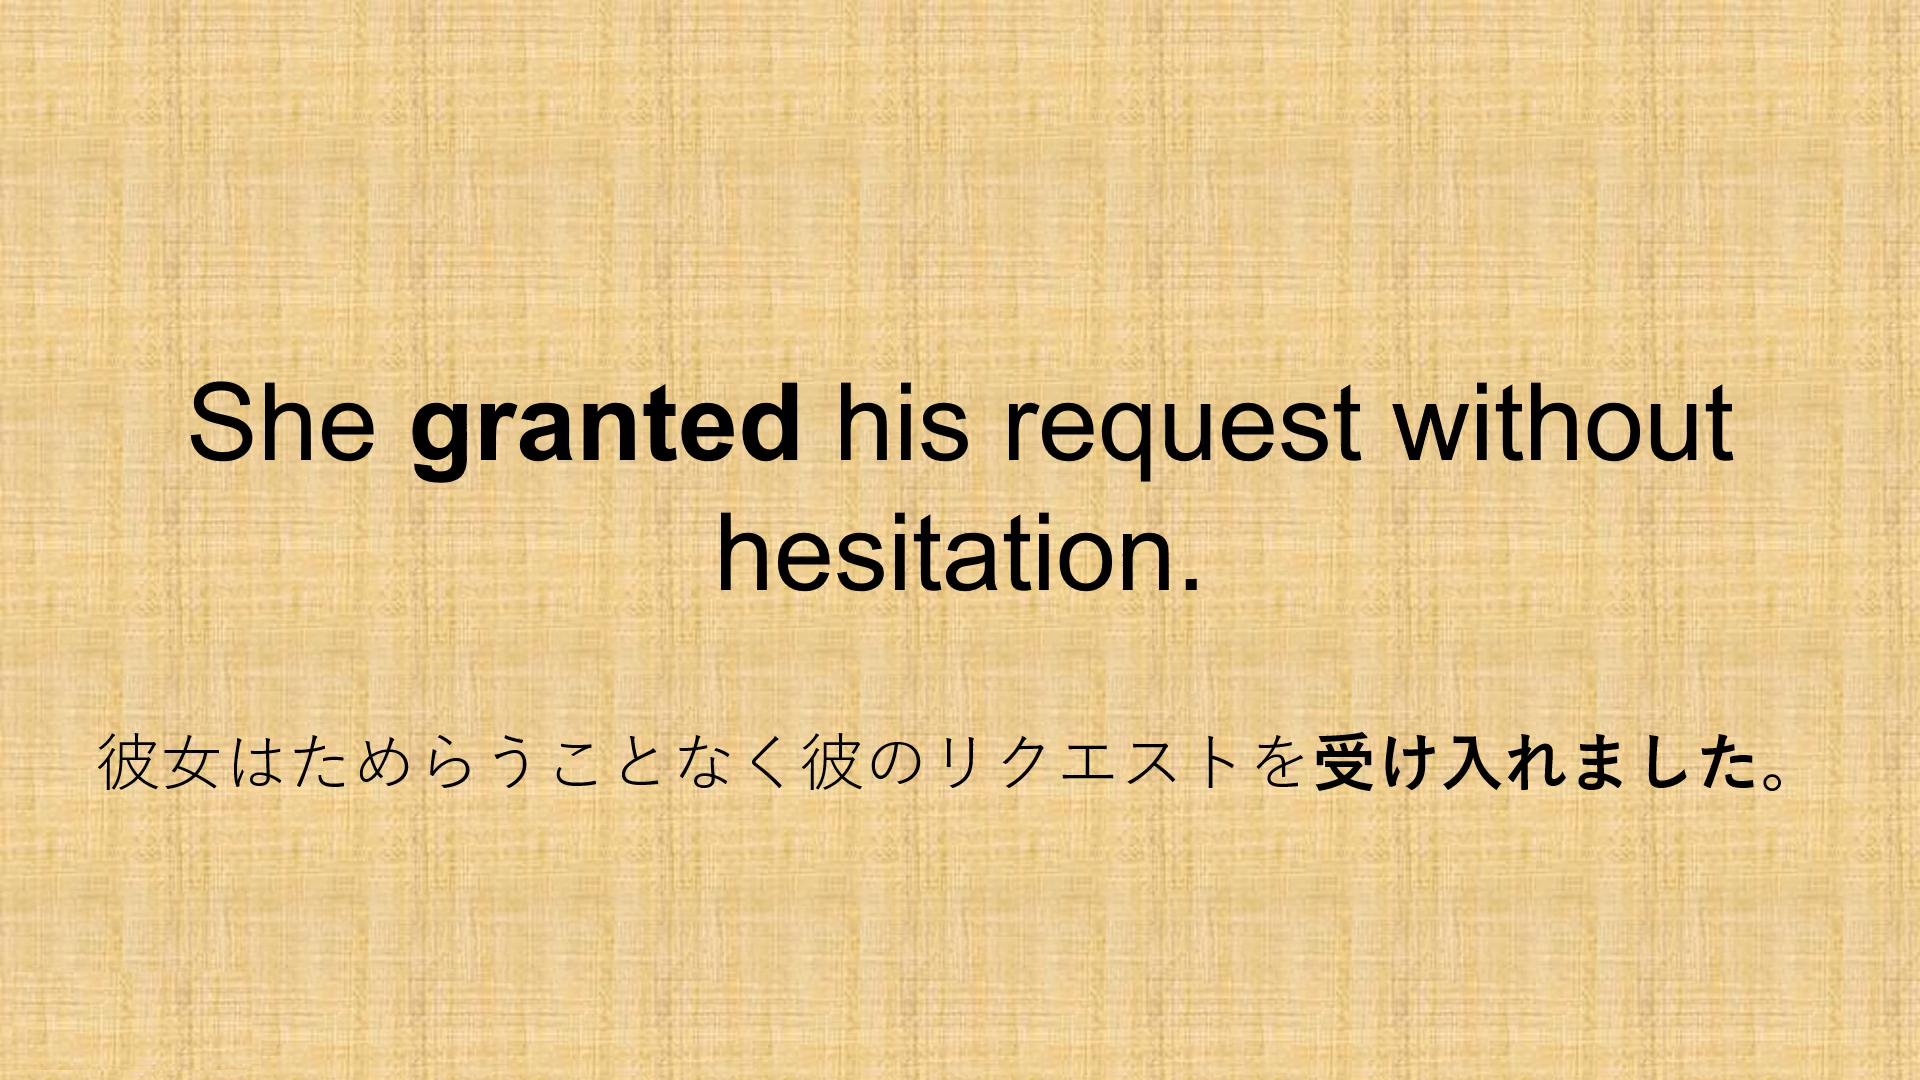 She granted his request without
hesitation.
彼女はためらうことなく彼のリクエストを受け入れました。